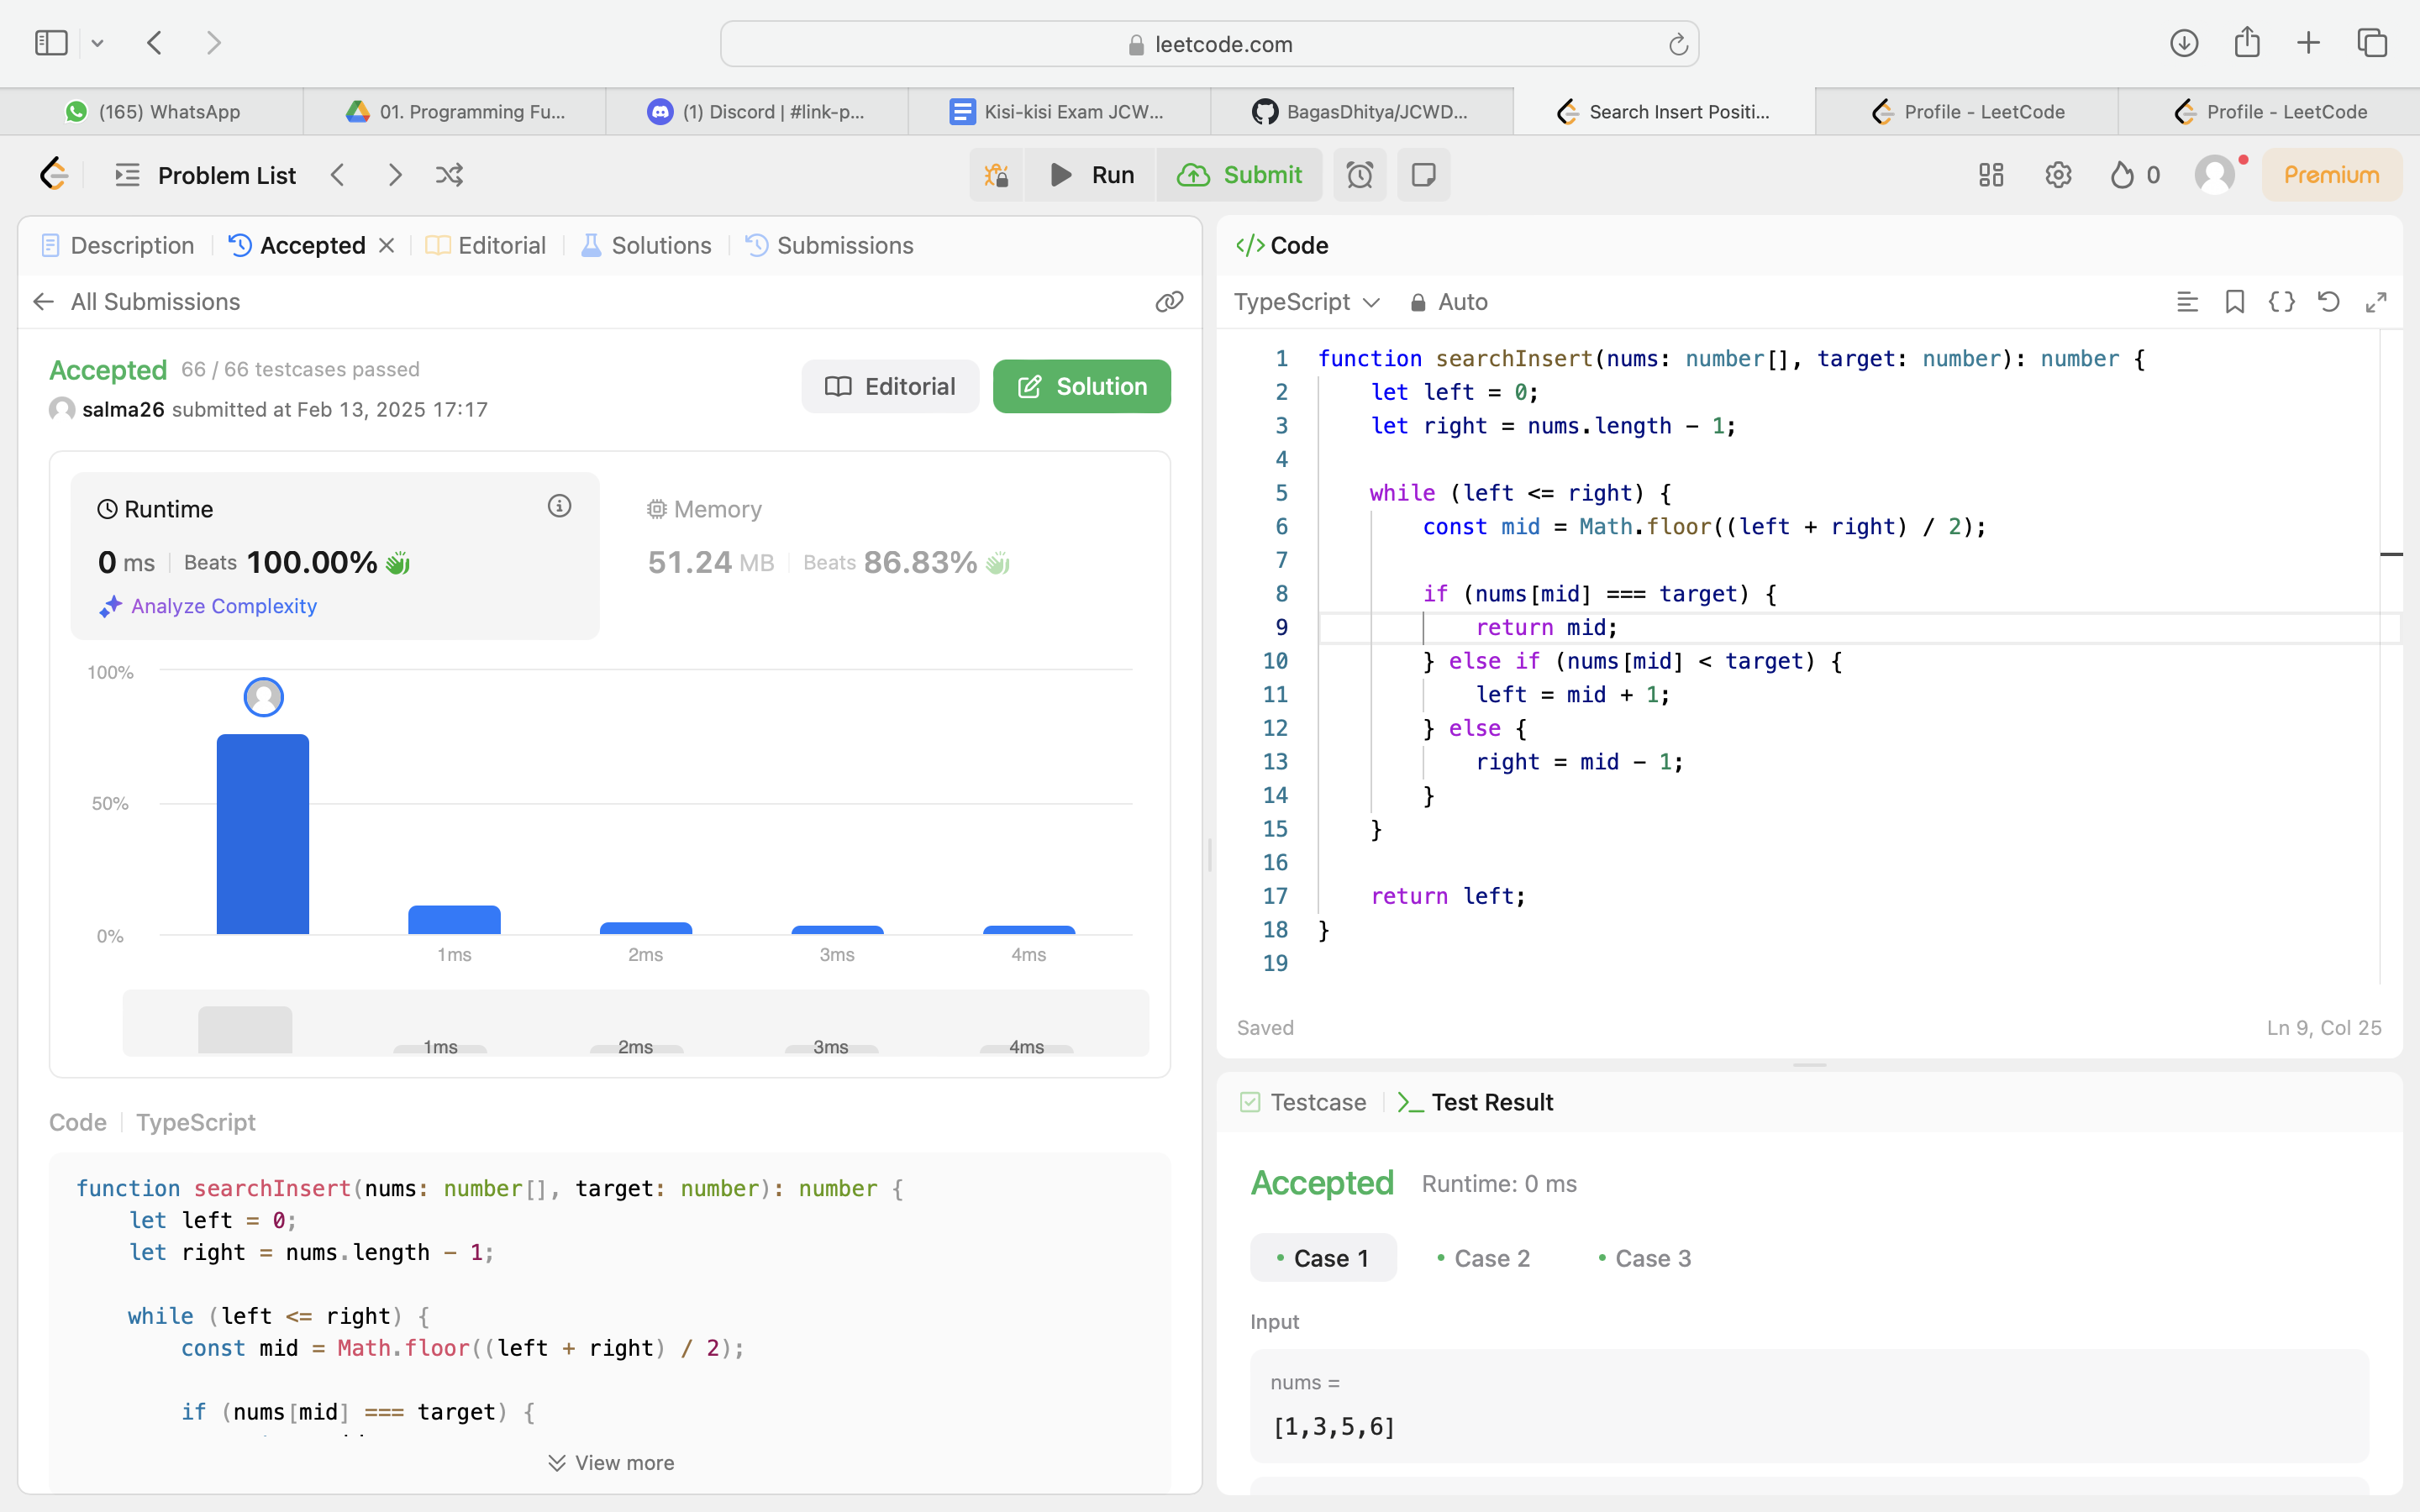 leetcode.com
(165) WhatsApp
01. Programming Fu...
(1) Discord | #link-p...
Kisi-kisi Exam JCW...
BagasDhitya/JCWD...
Search Insert Positi...
Profile - LeetCode
Profile - LeetCode
Problem List
Run
Submit
0
Premium
Description
Accepted
Editorial
Solutions
Submissions
All Submissions
Accepted 66 / 66 testcases passed
salma26 submitted at Feb 13, 2025 17:17
Editorial
Solution
Runtime
0 ms | Beats 100.00%
Analyze Complexity
Memory
51.24 MB | Beats 86.83%
100%
50%
0%
1ms
2ms
3ms
4ms
1ms
2ms
3ms
4ms
Code | TypeScript
function searchInsert(nums: number[], target: number): number {
    let left = 0;
    let right = nums.length - 1;
    while (left <= right) {
        const mid = Math.floor((left + right) / 2);
        if (nums[mid] === target) {
View more
</> Code
TypeScript
Auto
1 function searchInsert(nums: number[], target: number): number {
2     let left = 0;
3     let right = nums.length - 1;
4
5     while (left <= right) {
6         const mid = Math.floor((left + right) / 2);
7
8         if (nums[mid] === target) {
9             return mid;
10         } else if (nums[mid] < target) {
11             left = mid + 1;
12         } else {
13             right = mid - 1;
14         }
15     }
16
17     return left;
18 }
19
Saved
Ln 9, Col 25
Testcase
>_ Test Result
Accepted
Runtime: 0 ms
• Case 1
• Case 2
• Case 3
Input
nums =
[1,3,5,6]